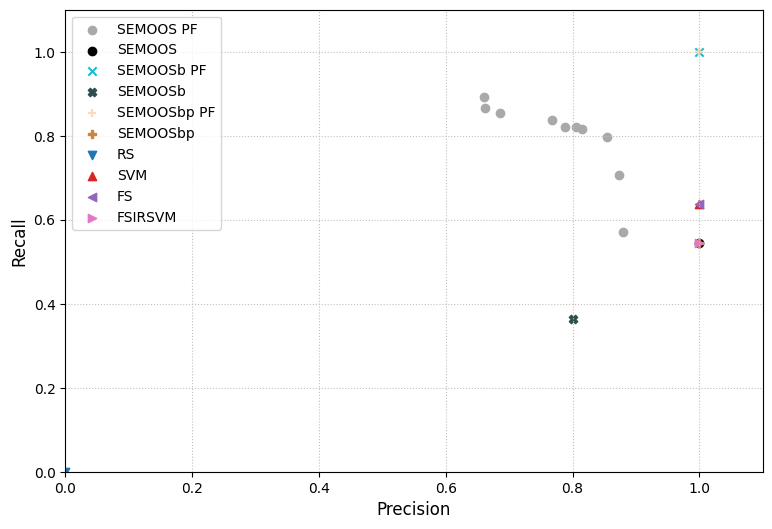 SEMOOS PF
SEMOOS
SEMOOSb PF
SEMOOSb
SEMOOSbp PF
SEMOOSbp
RS
SVM
FS
FSIRSVM
1.0
0.8
0.6
0.4
0.2
0.0
Recall
0.0 0.2 0.4 0.6 0.8 1.0
Precision